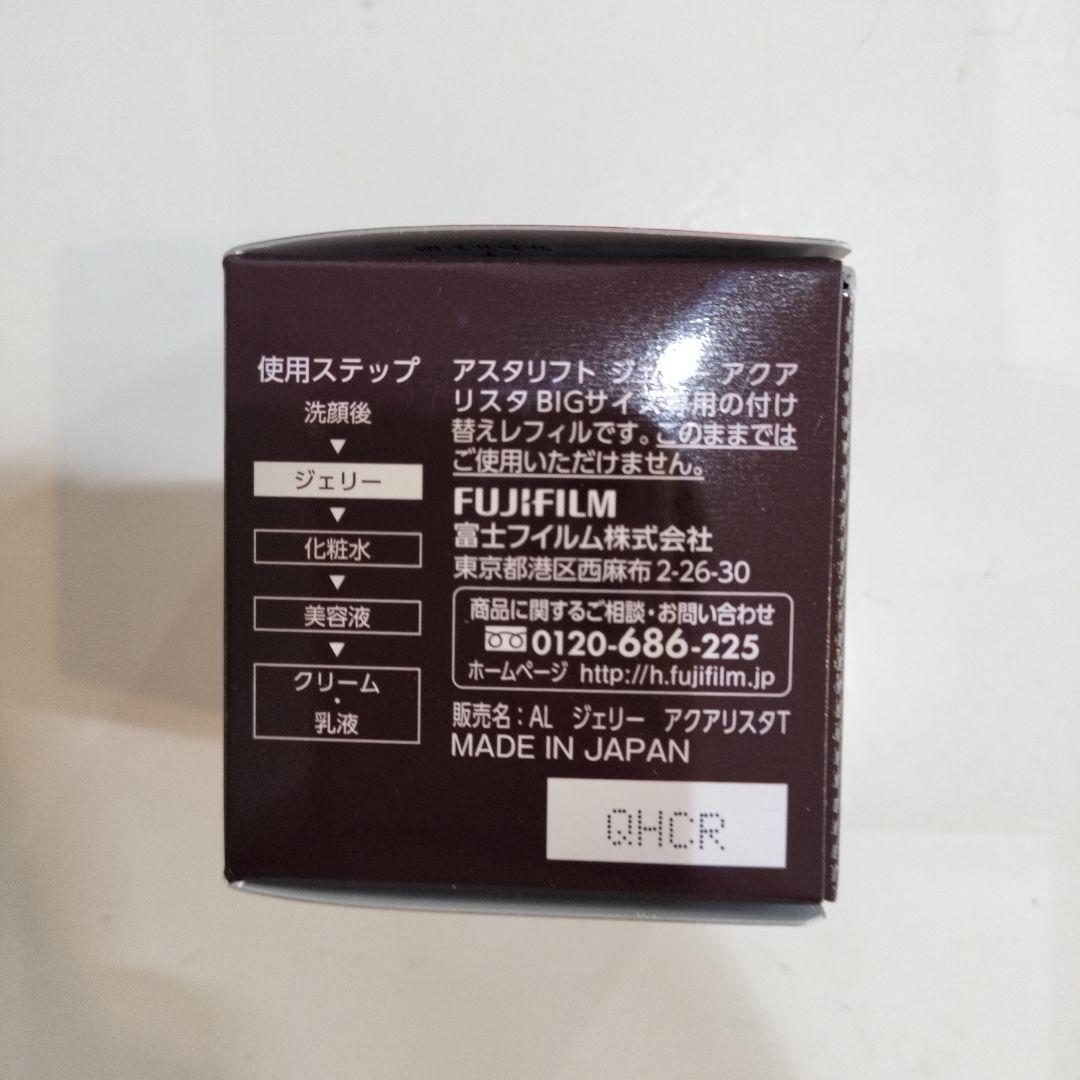 使用ステップ
洗顔後
▼
ジェリー
▼
化粧水
▼
美容液
▼
クリーム
・
乳液
アスタリフト ジェリー アクア
リスタBIGサイズ専用の付け
替えレフィルです。このままでは
ご使用いただけません。
FUJIFILM
富士フイルム株式会社
東京都港区西麻布2-26-30
商品に関するご相談・お問い合わせ
0120-686-225
ホームページ http://h.fujifilm.jp
販売名：AL ジェリー アクアリスタT
MADE IN JAPAN
QHCR